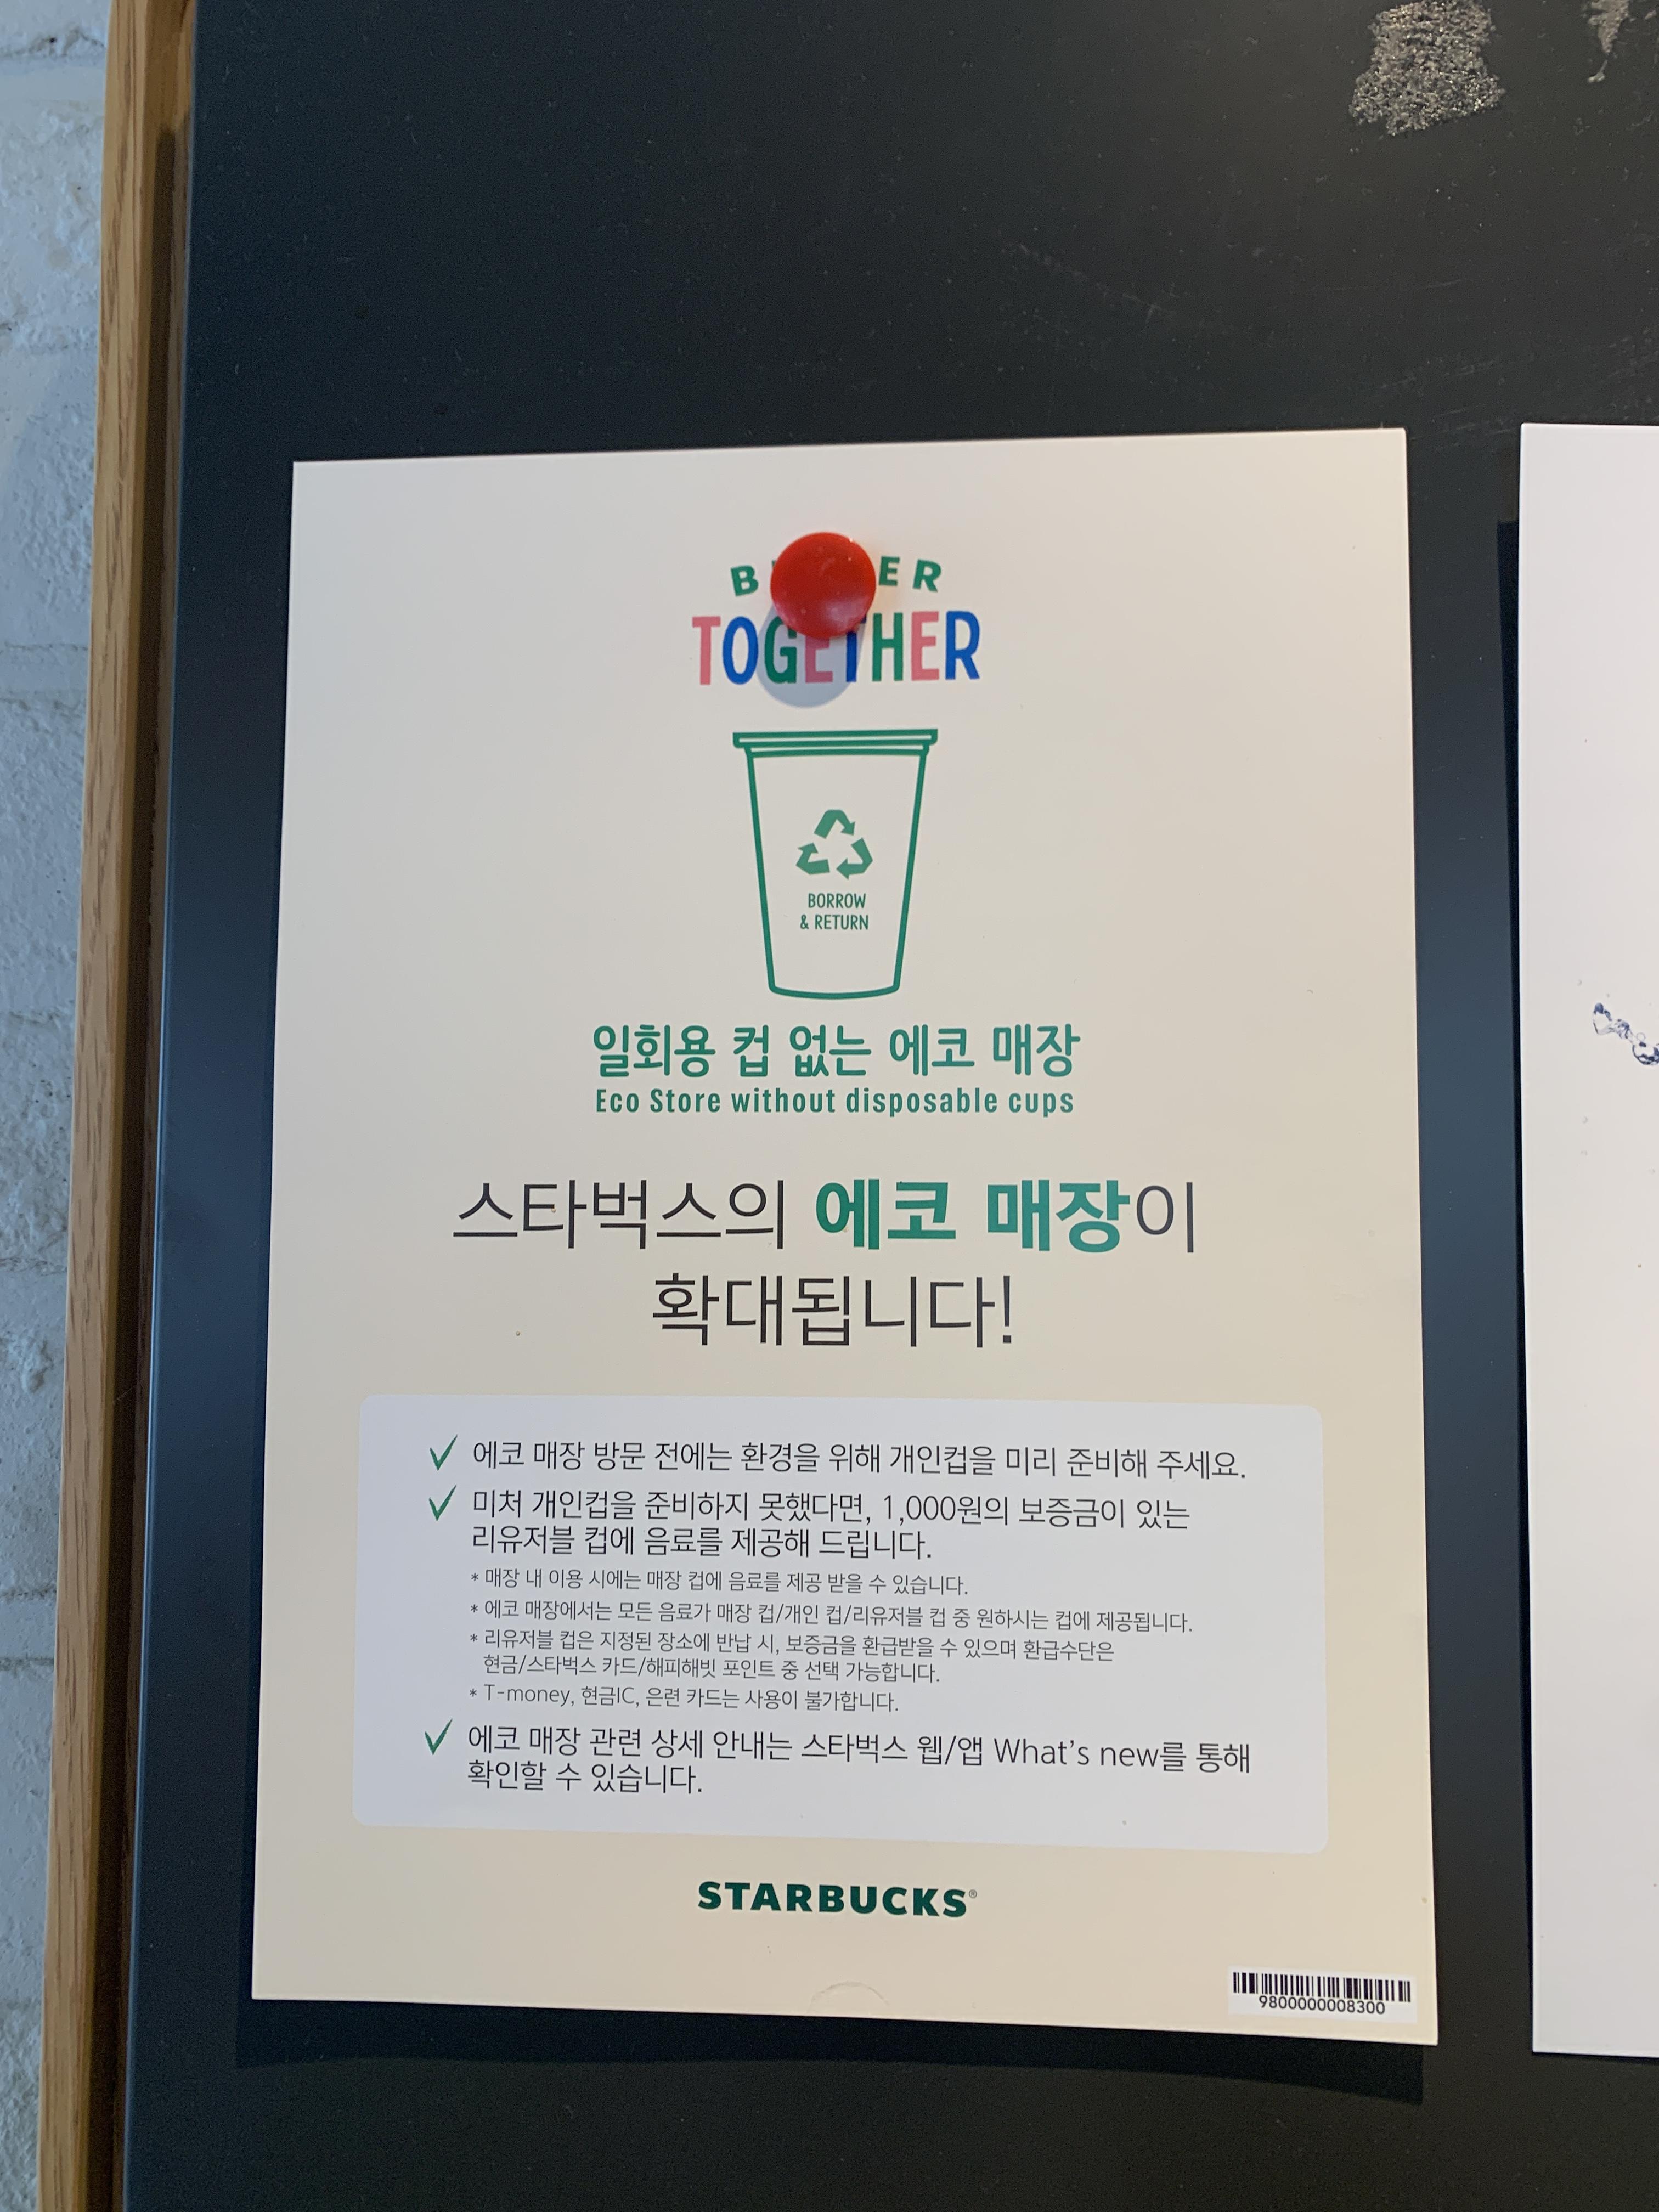 TOGETHER
BORROW
& RETURN
일회용 컵 없는 에코 매장
Eco Store without disposable cups
스타벅스의 에코 매장이
확대됩니다!
에코 매장 방문 전에는 환경을 위해 개인컵을 미리 준비해 주세요.
미처 개인컵을 준비하지 못했다면, 1,000원의 보증금이 있는
리유저블 컵에 음료를 제공해 드립니다.
* 매장 내 이용 시에는 매장 컵에 음료를 제공 받을 수 있습니다.
* 에코 매장에서는 모든 음료가 매장 컵/개인 컵/리유저블 컵 중 원하시는 컵에 제공됩니다.
* 리유저블 컵은 지정된 장소에 반납 시, 보증금을 환급받을 수 있으며 환급수단은
현금/스타벅스 카드/해피해빗 포인트 중 선택 가능합니다.
* T-money, 현금IC, 은련 카드는 사용이 불가합니다.
에코 매장 관련 상세 안내는 스타벅스 웹/앱 What's new를 통해
확인할 수 있습니다.
STARBUCKS®
9800000008300